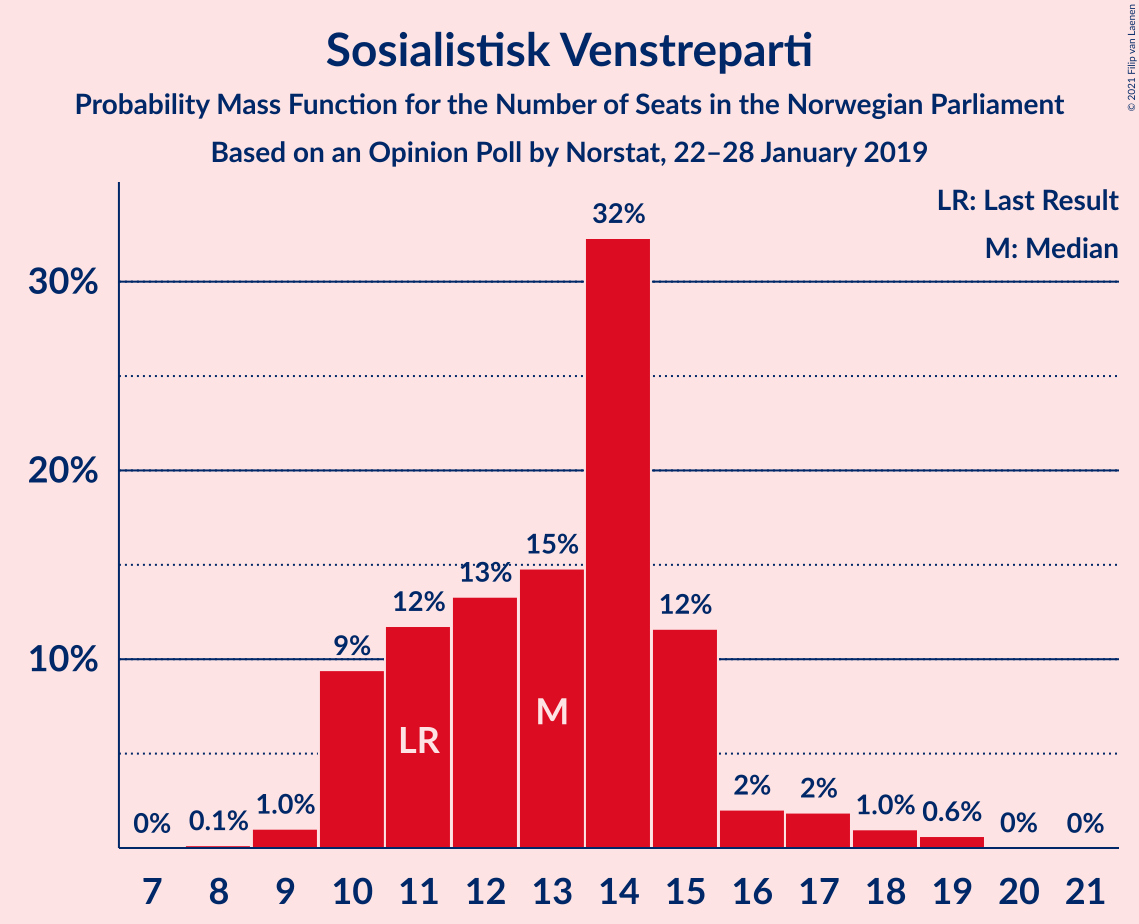 Sosialistisk Venstreparti
Probability Mass Function for the Number of Seats in the Norwegian Parliament
Based on an Opinion Poll by Norstat, 22–28 January 2019
© 2021 Filip van Laenen
LR: Last Result
M: Median
30%
20%
10%
0%
0.1%
1.0%
9%
12%
13%
15%
32%
12%
2%
2%
1.0%
0.6%
0%
0%
LR
M
7 8 9 10 11 12 13 14 15 16 17 18 19 20 21